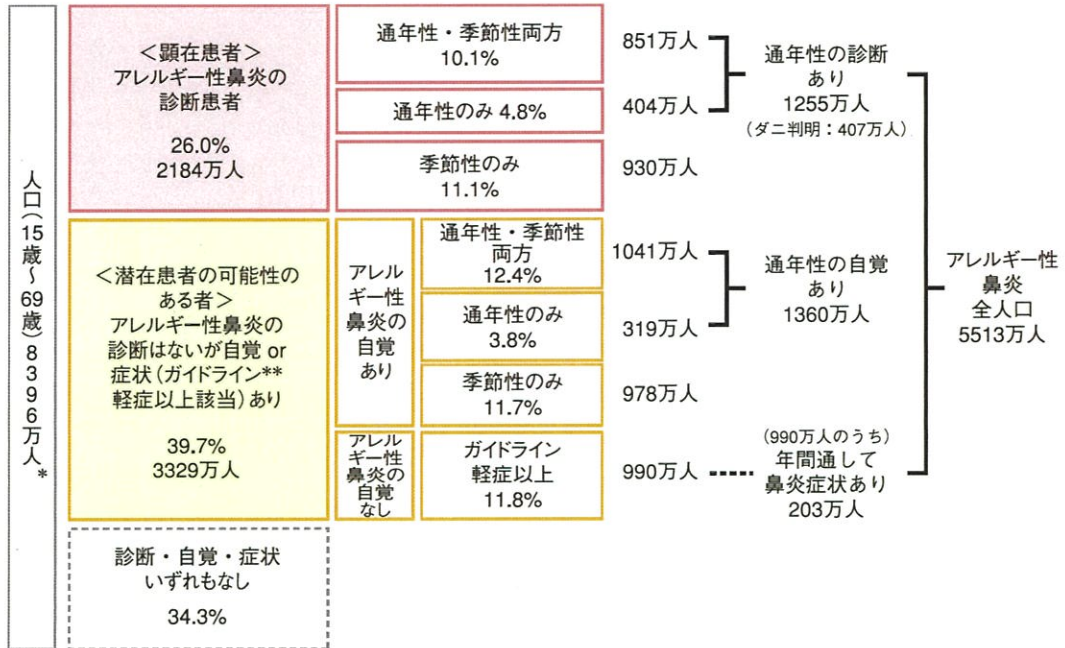 人口(15歳〜69歳)8396万人*
<顕在患者>
アレルギー性鼻炎の
診断患者
26.0%
2184万人
通年性・季節性両方
10.1%
通年性のみ 4.8%
季節性のみ
11.1%
851万人
404万人
930万人
通年性の診断
あり
1255万人
(ダニ判明:407万人)
<潜在患者の可能性の
ある者>
アレルギー性鼻炎の
診断はないが自覚 or
症状(ガイドライン**
軽症以上該当)あり
39.7%
3329万人
アレル
ギー性
鼻炎の
自覚
あり
通年性・季節性
両方
12.4%
通年性のみ
3.8%
季節性のみ
11.7%
1041万人
319万人
978万人
通年性の自覚
あり
1360万人
アレル
ギー性
鼻炎の
自覚
なし
ガイドライン
軽症以上
11.8%
990万人
(990万人のうち)
年間通して
鼻炎症状あり
203万人
アレルギー性
鼻炎
全人口
5513万人
診断・自覚・症状
いずれもなし
34.3%